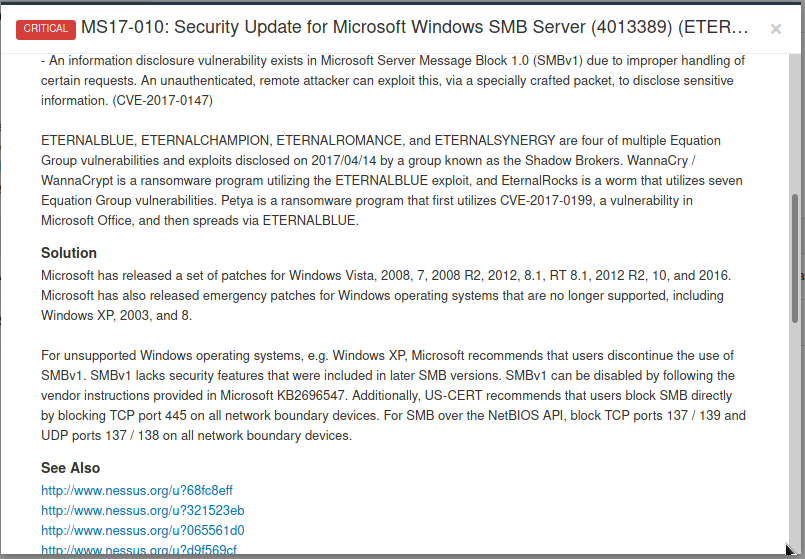 CRITICAL MS17-010: Security Update for Microsoft Windows SMB Server (4013389) (ETER... ×
- An information disclosure vulnerability exists in Microsoft Server Message Block 1.0 (SMBv1) due to improper handling of
certain requests. An unauthenticated, remote attacker can exploit this, via a specially crafted packet, to disclose sensitive
information. (CVE-2017-0147)
ETERNALBLUE, ETERNALCHAMPION, ETERNALROMANCE, and ETERNALSYNERGY are four of multiple Equation
Group vulnerabilities and exploits disclosed on 2017/04/14 by a group known as the Shadow Brokers. WannaCry /
WannaCrypt is a ransomware program utilizing the ETERNALBLUE exploit, and EternalRocks is a worm that utilizes seven
Equation Group vulnerabilities. Petya is a ransomware program that first utilizes CVE-2017-0199, a vulnerability in
Microsoft Office, and then spreads via ETERNALBLUE.
Solution
Microsoft has released a set of patches for Windows Vista, 2008, 7, 2008 R2, 2012, 8.1, RT 8.1, 2012 R2, 10, and 2016.
Microsoft has also released emergency patches for Windows operating systems that are no longer supported, including
Windows XP, 2003, and 8.
For unsupported Windows operating systems, e.g. Windows XP, Microsoft recommends that users discontinue the use of
SMBv1. SMBv1 lacks security features that were included in later SMB versions. SMBv1 can be disabled by following the
vendor instructions provided in Microsoft KB2696547. Additionally, US-CERT recommends that users block SMB directly
by blocking TCP port 445 on all network boundary devices. For SMB over the NetBIOS API, block TCP ports 137 / 139 and
UDP ports 137 / 138 on all network boundary devices.
See Also
http://www.nessus.org/u?68fc8eff
http://www.nessus.org/u?321523eb
http://www.nessus.org/u?065561d0
http://www.nessus.org/u?d9f569cf